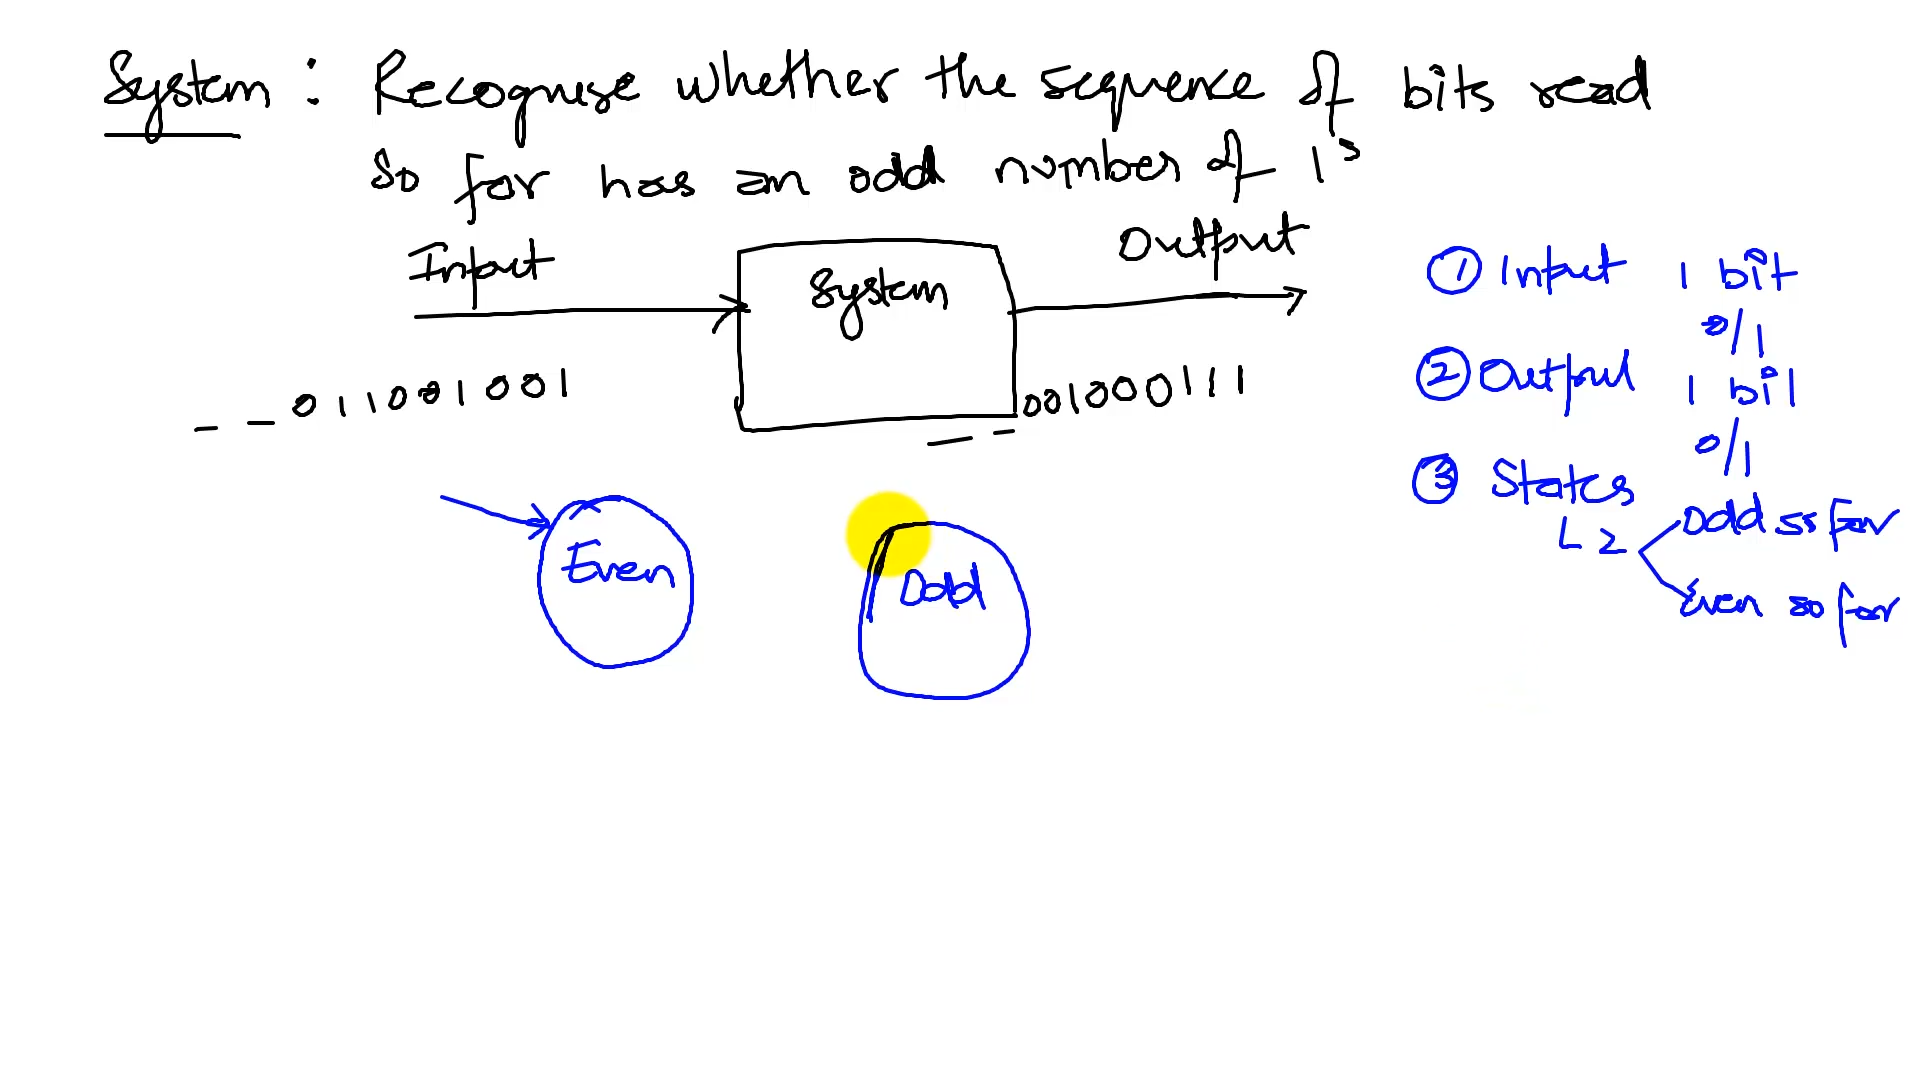 System : Recognise whether the sequence of bits read
so far has an odd number of 1s
Input
System
Output
_ _ 011001001
_ _ 001000111
① Input 1 bit
0/1
② Output 1 bit
0/1
③ States
2
Odd so far
Even so far
Even
Odd